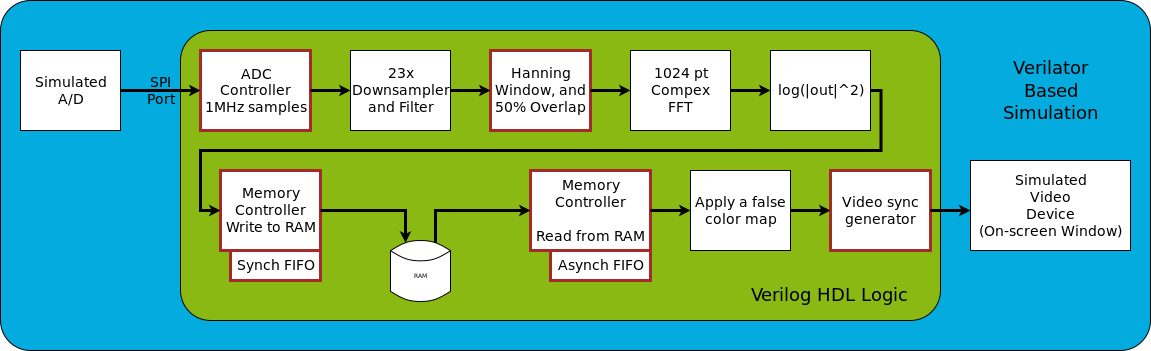 Simulated
A/D
SPI
Port
ADC
Controller
1MHz samples
23x
Downsampler
and Filter
Hanning
Window, and
50% Overlap
1024 pt
Compex
FFT
log(|out|^2)
Verilator
Based
Simulation
Memory
Controller
Write to RAM
Synch FIFO
RAM
Memory
Controller
Read from RAM
Asynch FIFO
Apply a false
color map
Video sync
generator
Simulated
Video
Device
(On-screen Window)
Verilog HDL Logic